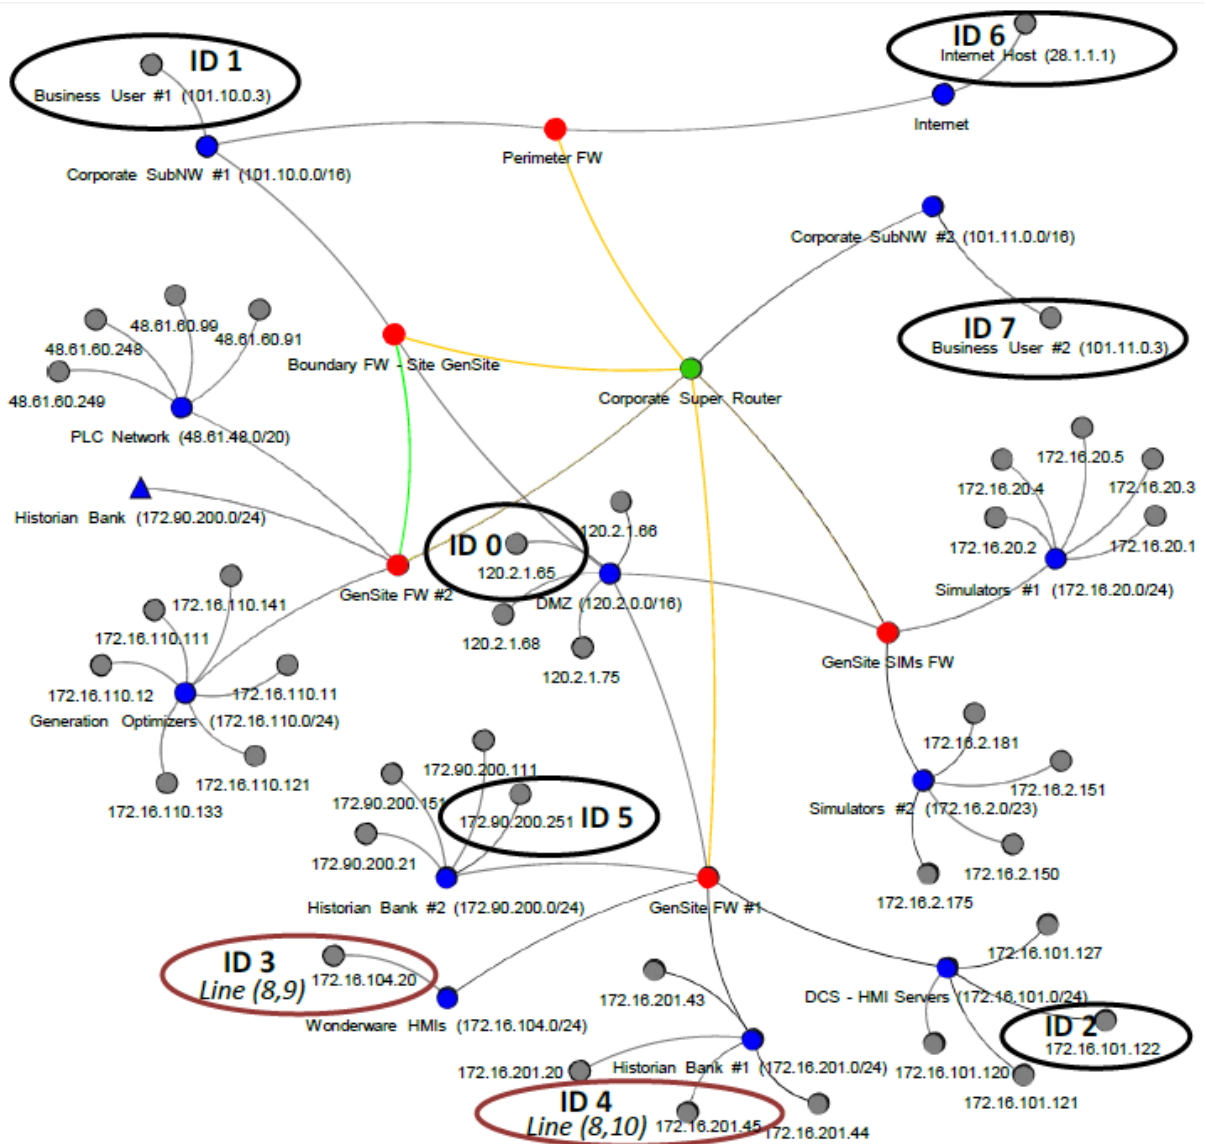 ID 1
Business User #1 (101.10.0.3)
ID 6
Internet Host (28.1.1.1)
Internet
Perimeter FW
Corporate SubNW #1 (101.10.0.0/16)
Corporate SubNW #2 (101.11.0.0/16)
ID 7
Business User #2 (101.11.0.3)
48.61.60.99
48.61.60.91
48.61.60.248
48.61.60.249
Boundary FW - Site GenSite
Corporate Super Router
PLC Network (48.61.48.0/20)
172.16.20.5
172.16.20.4
172.16.20.3
172.16.20.2
172.16.20.1
Historian Bank (172.90.200.0/24)
120.2.1.66
ID 0
120.2.1.65
GenSite FW #2
DMZ (120.2.0.0/16)
Simulators #1 (172.16.20.0/24)
172.16.110.141
172.16.110.111
120.2.1.68
120.2.1.75
GenSite SIMs FW
172.16.110.12
172.16.110.11
Generation Optimizers (172.16.110.0/24)
172.16.2.181
172.90.200.111
172.16.110.121
172.16.2.151
172.16.110.133
172.90.200.151
Simulators #2 (172.16.2.0/23)
172.90.200.251 ID 5
172.90.200.21
172.16.2.150
172.16.2.175
Historian Bank #2 (172.90.200.0/24)
GenSite FW #1
172.16.101.127
ID 3
172.16.104.20
Line (8,9)
172.16.201.43
DCS - HMI Servers (172.16.101.0/24)
Wonderware HMIs (172.16.104.0/24)
ID 2
172.16.101.122
Historian Bank #1 (172.16.201.0/24)
172.16.201.20
172.16.101.120
172.16.101.121
ID 4
Line (8,10)
172.16.201.45
172.16.201.44